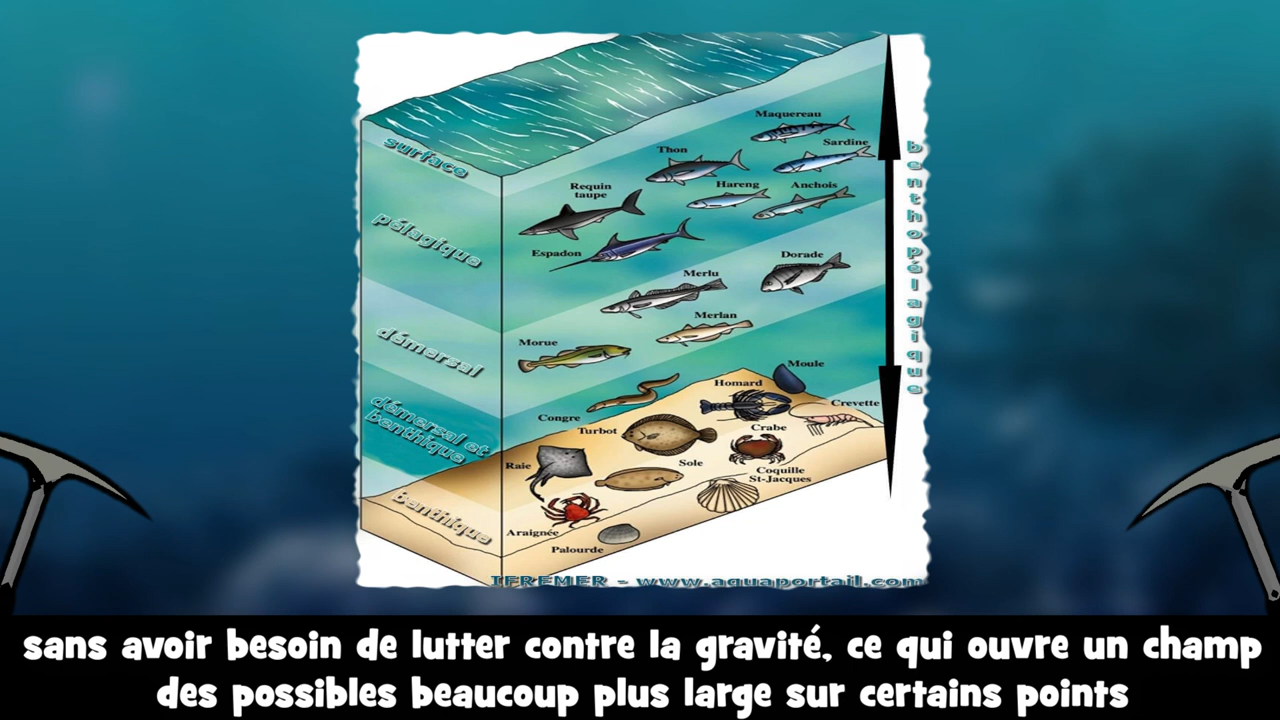 surface
pélagique
démersal
démersal et
benthique
benthique
Maquereau
Sardine
Thon
Hareng
Anchois
Requin
taupe
Espadon
Dorade
Merlu
Merlan
Morue
Moule
Homard
Crevette
Congre
Turbot
Crabe
Raie
Sole
Coquille
St-Jacques
Araignée
Palourde
benthopélagique
IFREMER - www.aquaportail.com
sans avoir besoin de lutter contre la gravité, ce qui ouvre un champ
des possibles beaucoup plus large sur certains points